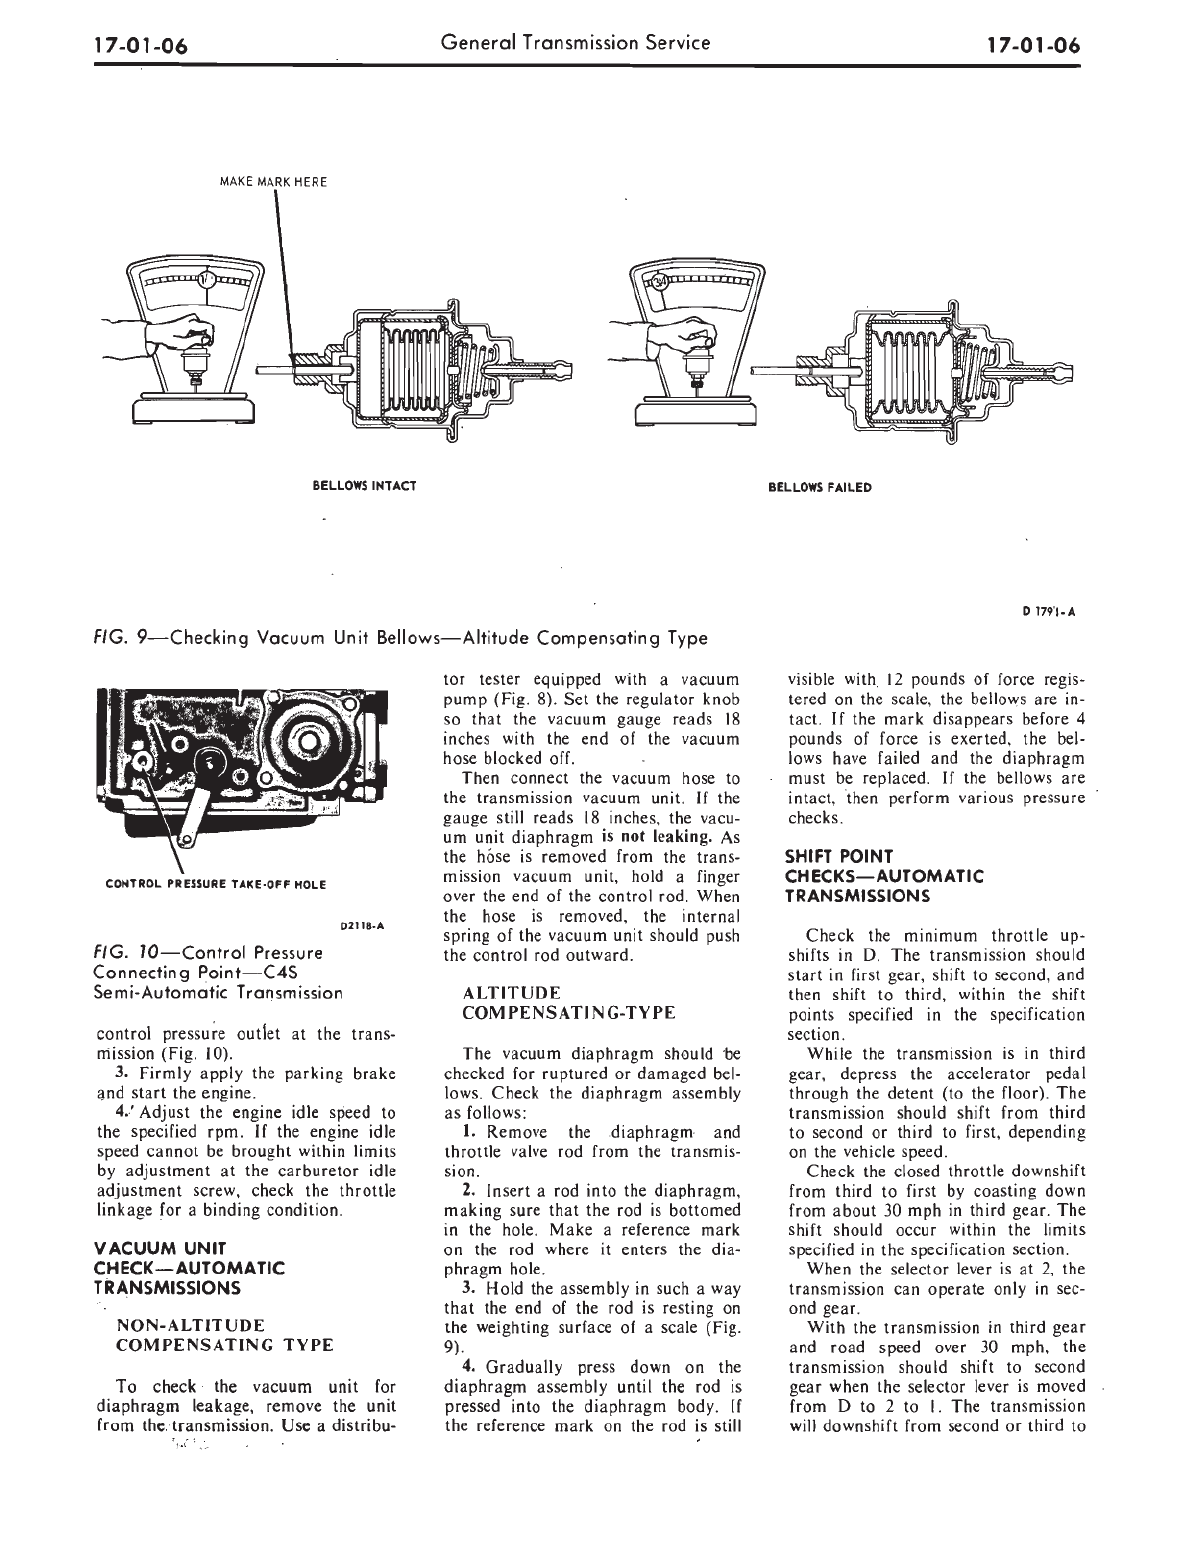 17-01-06
General Transmission Service
17-01-06
MAKE MARK HERE
BELLOWS INTACT
BELLOWS FAILED
D 1791-A
FIG. 9—Checking Vacuum Unit Bellows—Altitude Compensating Type
CONTROL PRESSURE TAKE-OFF HOLE
D2118-A
FIG. 10—Control Pressure
Connecting Point—C4S
Semi-Automatic Transmission
control pressure outlet at the trans-
mission (Fig. 10).
3. Firmly apply the parking brake
and start the engine.
4. Adjust the engine idle speed to
the specified rpm. If the engine idle
speed cannot be brought within limits
by adjustment at the carburetor idle
adjustment screw, check the throttle
linkage for a binding condition.
VACUUM UNIT
CHECK—AUTOMATIC
TRANSMISSIONS
NON-ALTITUDE
COMPENSATING TYPE
To check the vacuum unit for
diaphragm leakage, remove the unit
from the transmission. Use a distribu-
tor tester equipped with a vacuum
pump (Fig. 8). Set the regulator knob
so that the vacuum gauge reads 18
inches with the end of the vacuum
hose blocked off.
Then connect the vacuum hose to
the transmission vacuum unit. If the
gauge still reads 18 inches, the vacu-
um unit diaphragm is not leaking. As
the hose is removed from the trans-
mission vacuum unit, hold a finger
over the end of the control rod. When
the hose is removed, the internal
spring of the vacuum unit should push
the control rod outward.
ALTITUDE
COMPENSATING-TYPE
The vacuum diaphragm should be
checked for ruptured or damaged bel-
lows. Check the diaphragm assembly
as follows:
1. Remove the diaphragm and
throttle valve rod from the transmis-
sion.
2. Insert a rod into the diaphragm,
making sure that the rod is bottomed
in the hole. Make a reference mark
on the rod where it enters the dia-
phragm hole.
3. Hold the assembly in such a way
that the end of the rod is resting on
the weighting surface of a scale (Fig.
9).
4. Gradually press down on the
diaphragm assembly until the rod is
pressed into the diaphragm body. If
the reference mark on the rod is still
visible with 12 pounds of force regis-
tered on the scale, the bellows are in-
tact. If the mark disappears before 4
pounds of force is exerted, the bel-
lows have failed and the diaphragm
must be replaced. If the bellows are
intact, then perform various pressure
checks.
SHIFT POINT
CHECKS—AUTOMATIC
TRANSMISSIONS
Check the minimum throttle up-
shifts in D. The transmission should
start in first gear, shift to second, and
then shift to third, within the shift
points specified in the specification
section.
While the transmission is in third
gear, depress the accelerator pedal
through the detent (to the floor). The
transmission should shift from third
to second or third to first, depending
on the vehicle speed.
Check the closed throttle downshift
from third to first by coasting down
from about 30 mph in third gear. The
shift should occur within the limits
specified in the specification section.
When the selector lever is at 2, the
transmission can operate only in sec-
ond gear.
With the transmission in third gear
and road speed over 30 mph, the
transmission should shift to second
gear when the selector lever is moved
from D to 2 to 1. The transmission
will downshift from second or third to